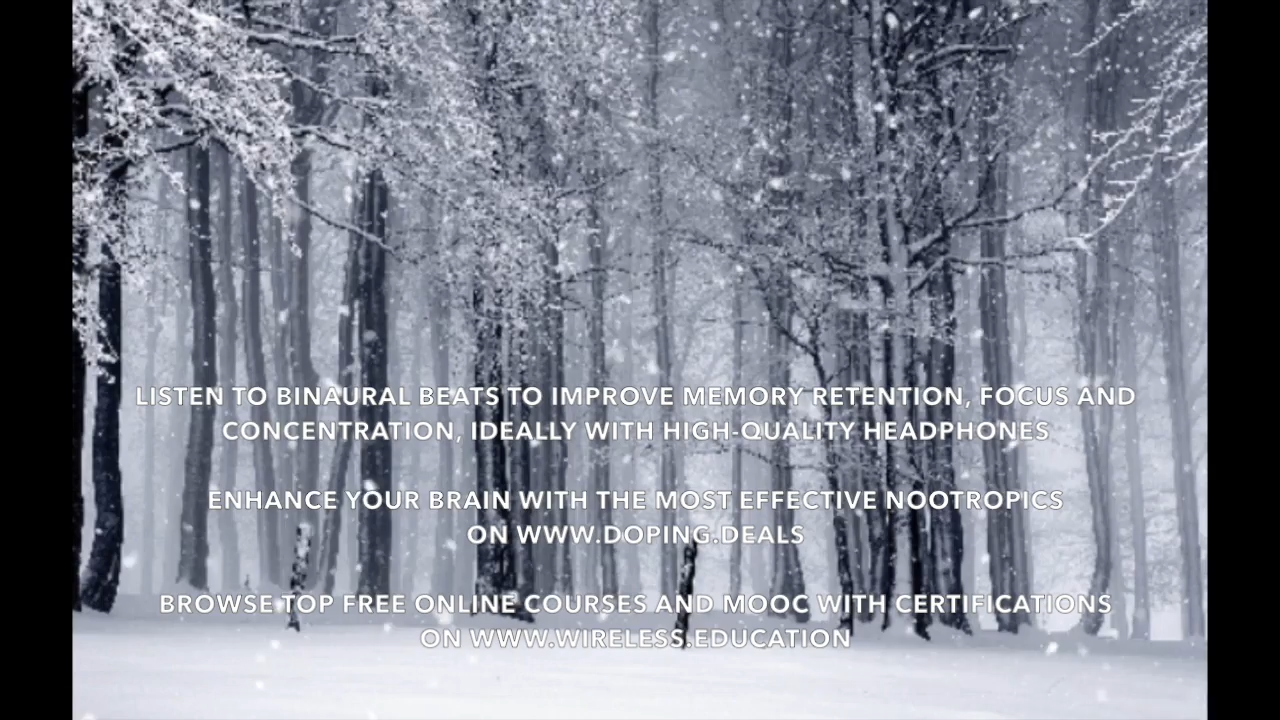 LISTEN TO BINAURAL BEATS TO IMPROVE MEMORY RETENTION, FOCUS AND
CONCENTRATION, IDEALLY WITH HIGH-QUALITY HEADPHONES
ENHANCE YOUR BRAIN WITH THE MOST EFFECTIVE NOOTROPICS
ON WWW.DOPING.DEALS
BROWSE TOP FREE ONLINE COURSES AND MOOC WITH CERTIFICATIONS
ON WWW.WIRELESS.EDUCATION